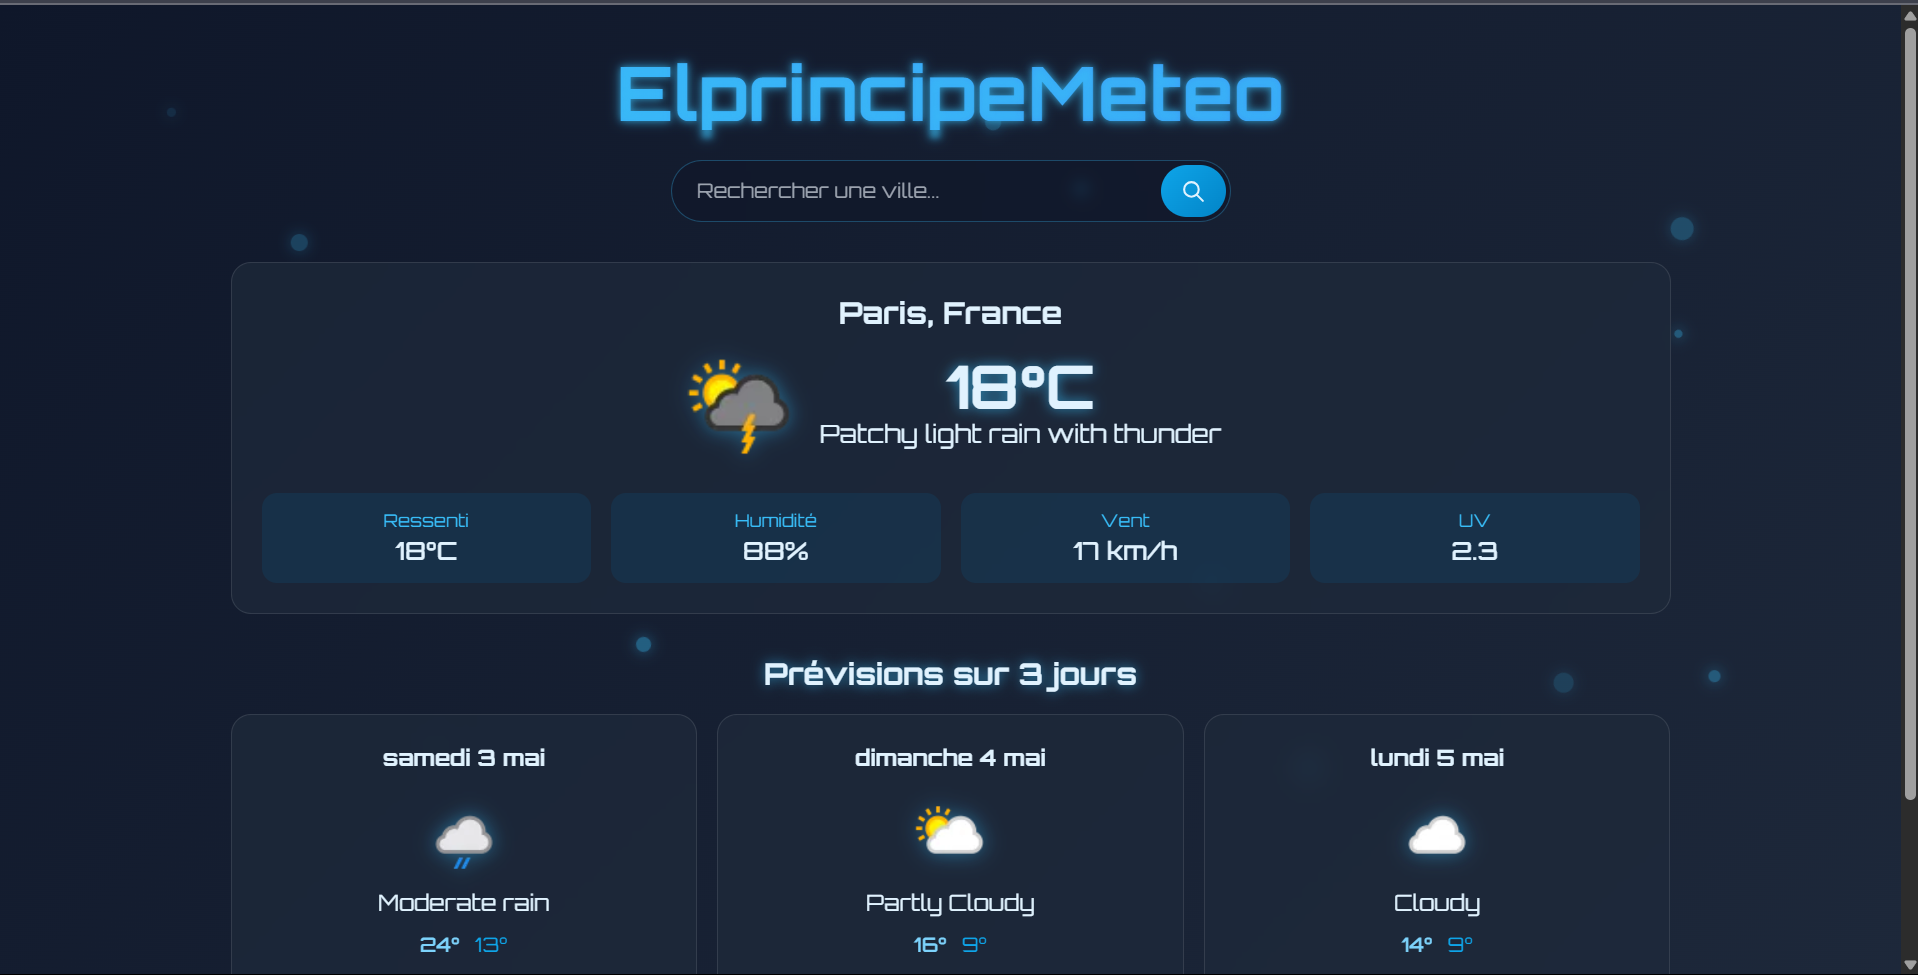 ElprincipeMeteo
Rechercher une ville...
Paris, France
18°C
Patchy light rain with thunder
Ressenti
18°C
Humidité
88%
Vent
17 km/h
UV
2.3
Prévisions sur 3 jours
samedi 3 mai
Moderate rain
24° 13°
dimanche 4 mai
Partly Cloudy
16° 9°
lundi 5 mai
Cloudy
14° 9°